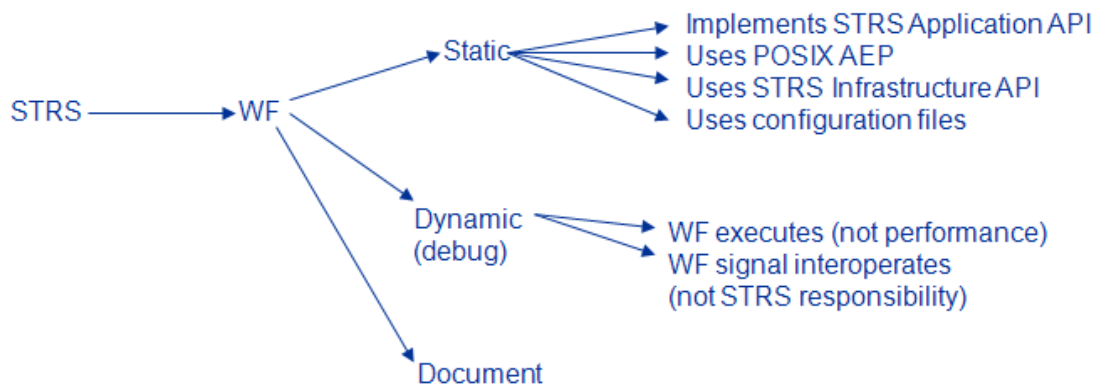 STRS
WF
Static
Implements STRS Application API
Uses POSIX AEP
Uses STRS Infrastructure API
Uses configuration files
Dynamic
(debug)
WF executes (not performance)
WF signal interoperates
(not STRS responsibility)
Document